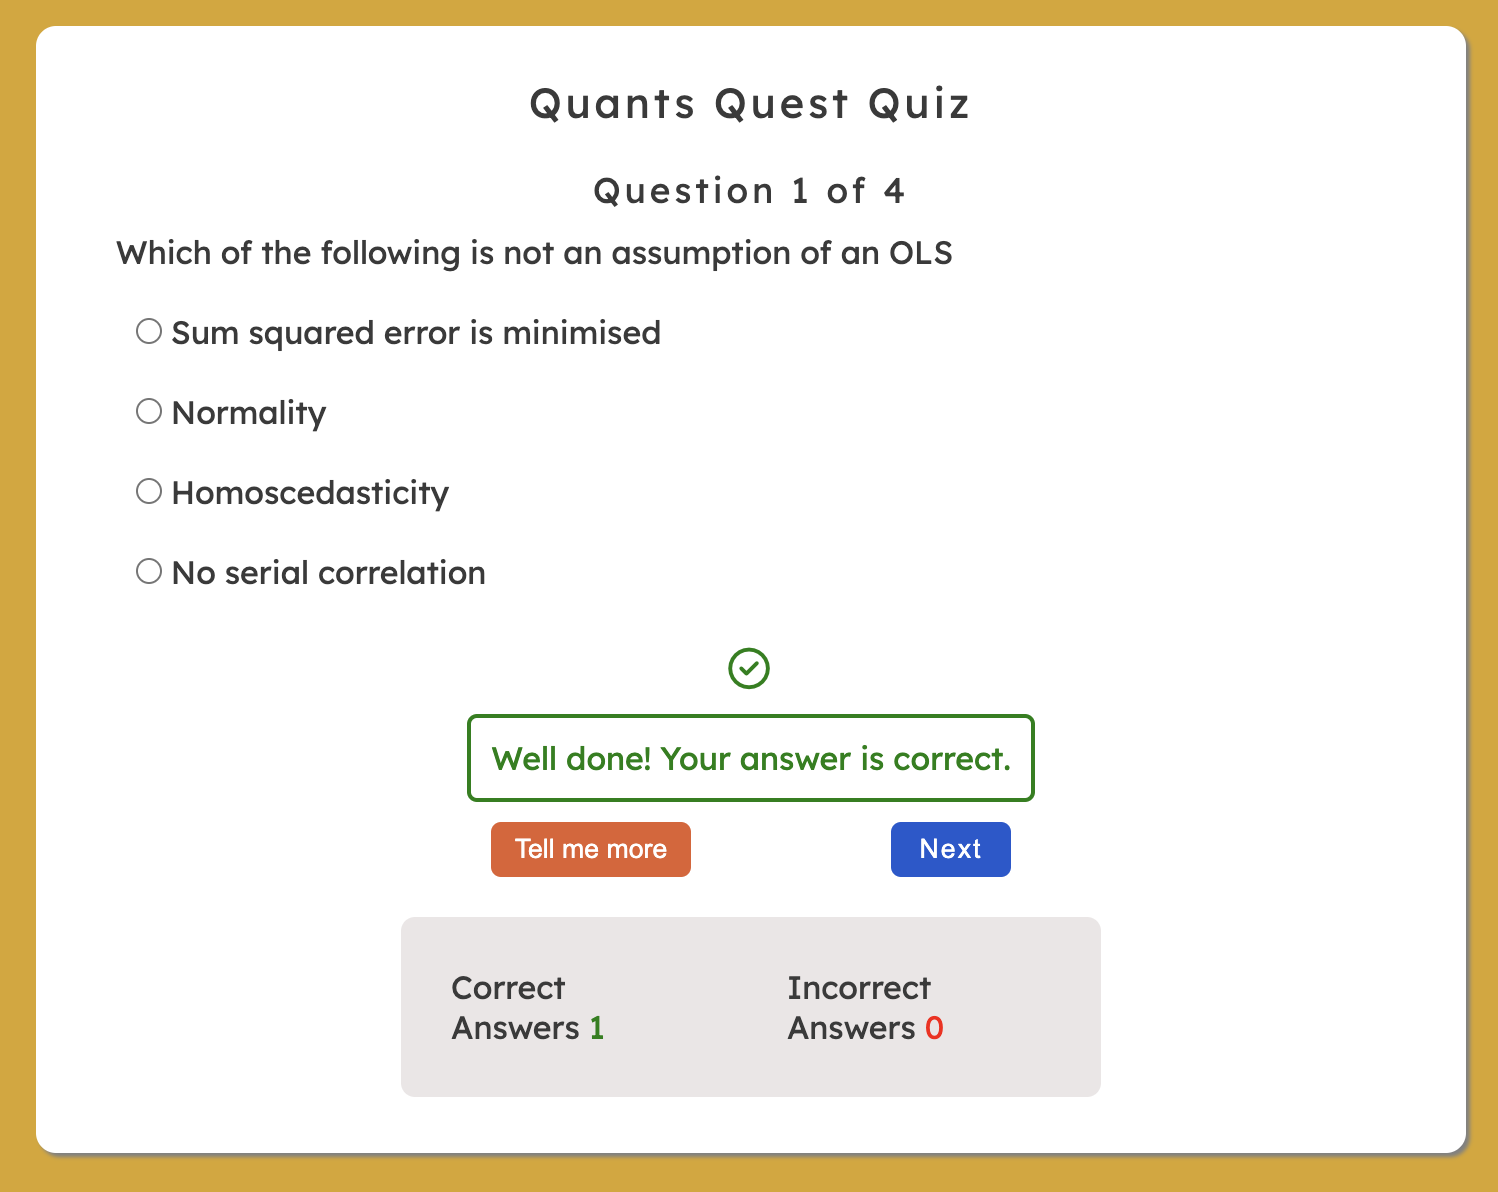 Quants Quest Quiz
Question 1 of 4
Which of the following is not an assumption of an OLS
Sum squared error is minimised
Normality
Homoscedasticity
No serial correlation
Well done! Your answer is correct.
Tell me more
Next
Correct
Answers 1
Incorrect
Answers 0